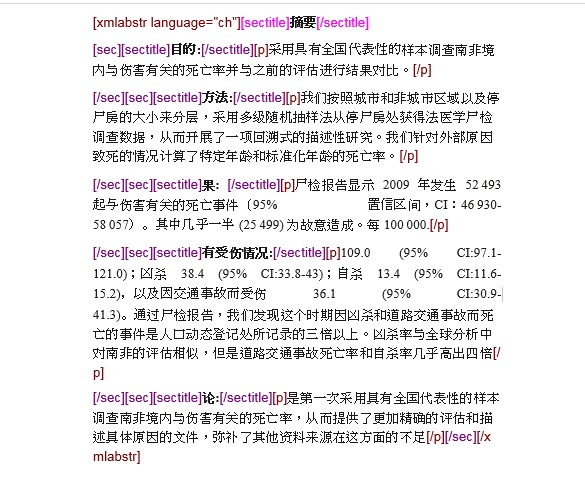 [xmlabstr language="ch"][sectitle]摘要[/sectitle]
[sec][sectitle]目的:[/sectitle][p]采用具有全国代表性的样本调查南非境
内与伤害有关的死亡率并与之前的评估进行结果对比。[/p]
[/sec][sec][sectitle]方法:[/sectitle][p]我们按照城市和非城市区域以及停
尸房的大小来分层，采用多级随机抽样法从停尸房处获得法医学尸检
调查数据，从而开展了一项回溯式的描述性研究。我们针对外部原因
致死的情况计算了特定年龄和标准化年龄的死亡率。[/p]
[/sec][sec][sectitle]果: [/sectitle][p]尸检报告显示 2009 年发生 52 493
起与伤害有关的死亡事件（95% 置信区间，CI：46 930-
58 057）。其中几乎一半 (25 499) 为故意造成。每 100 000.[/p]
[/sec][sec][sectitle]有受伤情况:[/sectitle][p]109.0 (95% CI:97.1-
121.0)；凶杀 38.4 (95% CI:33.8-43)；自杀 13.4 (95% CI:11.6-
15.2)，以及因交通事故而受伤 36.1 (95% CI:30.9-
41.3)。通过尸检报告，我们发现这个时期因凶杀和道路交通事故而死
亡的事件是人口动态登记处所记录的三倍以上。凶杀率与全球分析中
对南非的评估相似，但是道路交通事故死亡率和自杀率几乎高出四倍[/
p]
[/sec][sec][sectitle]论:[/sectitle][p]是第一次采用具有全国代表性的样本
调查南非境内与伤害有关的死亡率，从而提供了更加精确的评估和描
述具体原因的文件，弥补了其他资料来源在这方面的不足[/p][/sec][/x
mlabstr]